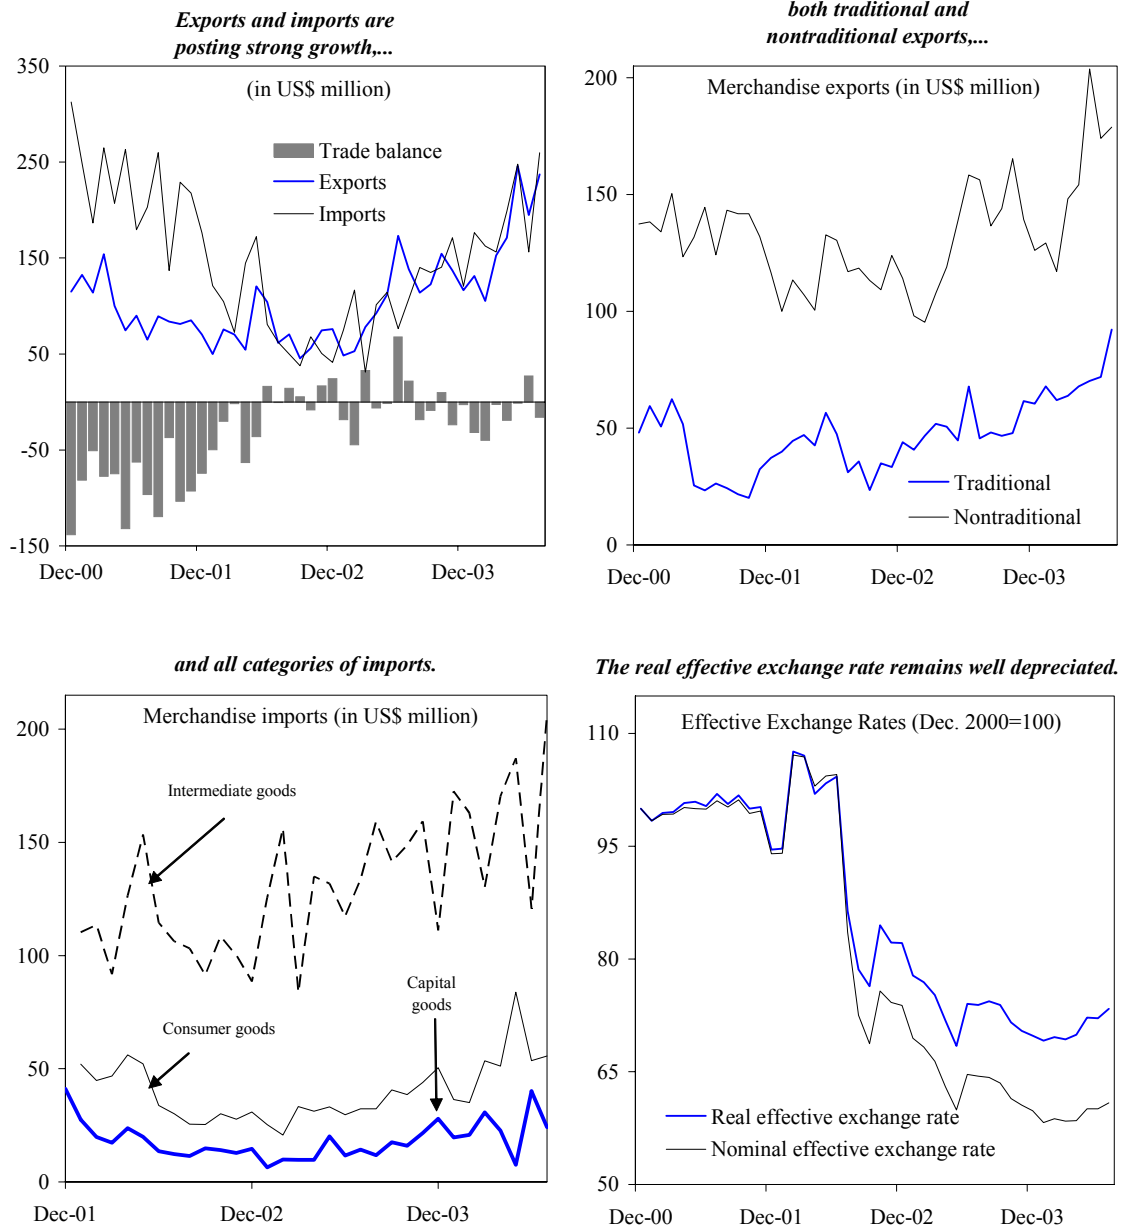 Exports and imports are
posting strong growth,...
350
250
150
50
-50
-150
(in US$ million)
Trade balance
Exports
Imports
Dec-00 Dec-01 Dec-02 Dec-03
both traditional and
nontraditional exports,...
200
150
100
50
0
Merchandise exports (in US$ million)
Traditional
Nontraditional
Dec-00 Dec-01 Dec-02 Dec-03
and all categories of imports.
200
150
100
50
0
Merchandise imports (in US$ million)
Intermediate goods
Capital
goods
Consumer goods
Dec-01 Dec-02 Dec-03
The real effective exchange rate remains well depreciated.
110
95
80
65
50
Effective Exchange Rates (Dec. 2000=100)
Real effective exchange rate
Nominal effective exchange rate
Dec-00 Dec-01 Dec-02 Dec-03